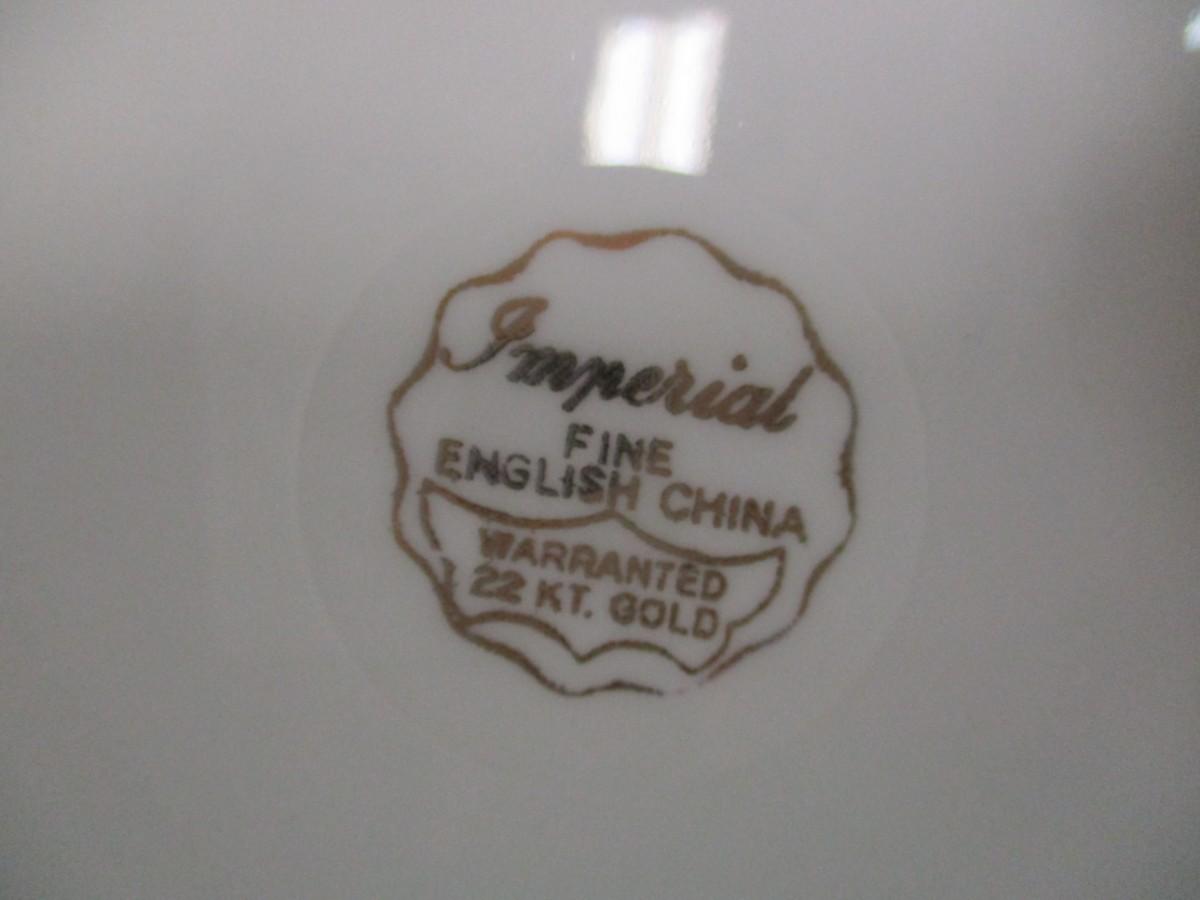 Imperial
FINE
ENGLISH CHINA
WARRANTED
22 KT. GOLD